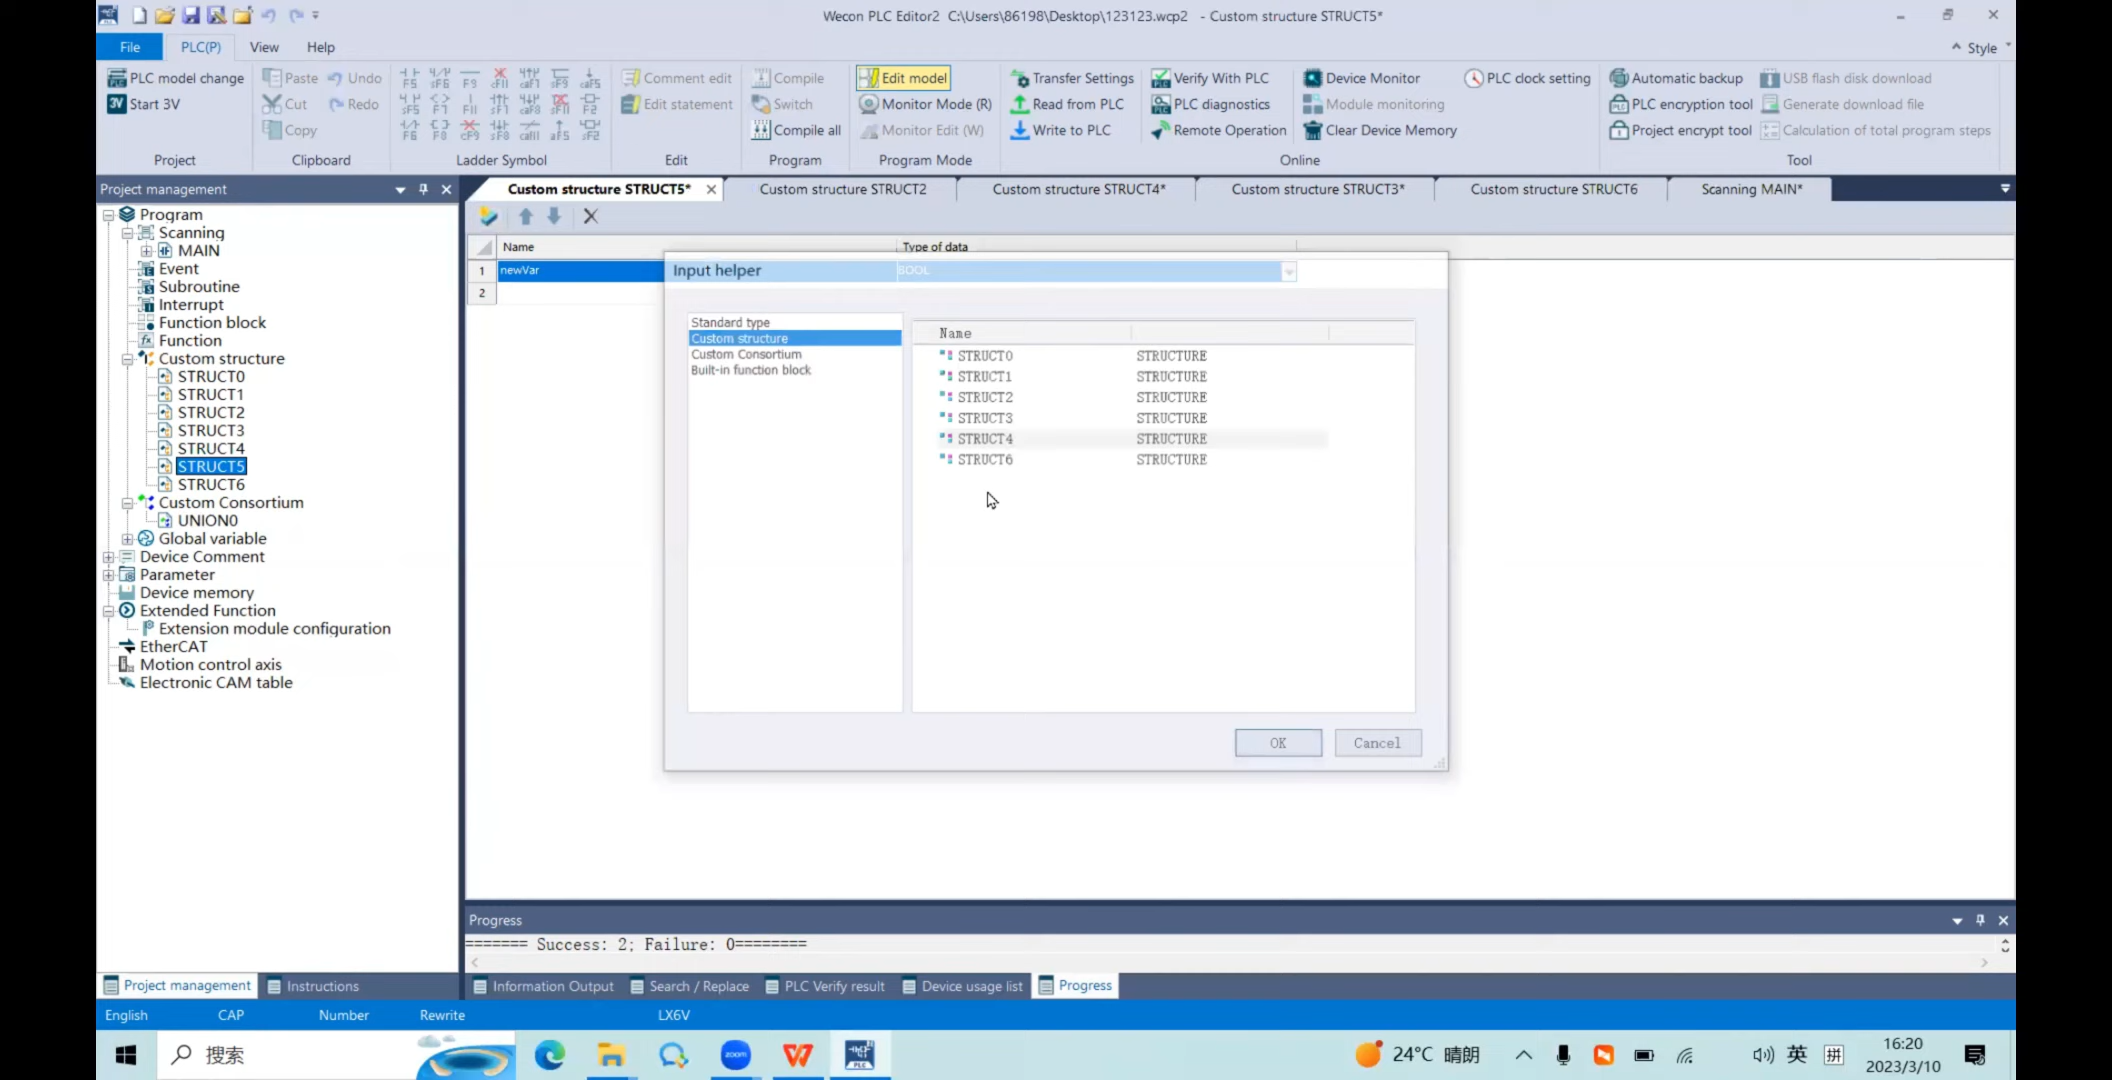 Wecon PLC Editor2 C:\Users\86198\Desktop\123123.wcp2 - Custom structure STRUCT5*
File PLC(P) View Help Style
PLC model change Paste Undo Comment edit Compile Edit model Transfer Settings Verify With PLC Device Monitor PLC clock setting Automatic backup USB flash disk download
Start 3V Cut Redo Edit statement Switch Monitor Mode (R) Read from PLC PLC diagnostics Module monitoring PLC encryption tool Generate download file
Copy Compile all Monitor Edit (W) Write to PLC Remote Operation Clear Device Memory Project encrypt tool Calculation of total program steps
Project Clipboard Ladder Symbol Edit Program Program Mode Online Tool
Project management
Custom structure STRUCT5* Custom structure STRUCT2 Custom structure STRUCT4* Custom structure STRUCT3* Custom structure STRUCT6 Scanning MAIN*
Program
Scanning
MAIN
Event
Subroutine
Interrupt
Function block
Function
Custom structure
STRUCT0
STRUCT1
STRUCT2
STRUCT3
STRUCT4
STRUCT5
STRUCT6
Custom Consortium
UNION0
Global variable
Device Comment
Parameter
Device memory
Extended Function
Extension module configuration
EtherCAT
Motion control axis
Electronic CAM table
Name Type of data
1 newVar BOOL
2
Input helper
Standard type
Custom structure
Custom Consortium
Built-in function block
Name
STRUCT0 STRUCTURE
STRUCT1 STRUCTURE
STRUCT2 STRUCTURE
STRUCT3 STRUCTURE
STRUCT4 STRUCTURE
STRUCT6 STRUCTURE
OK Cancel
Progress
======= Success: 2; Failure: 0========
Project management Instructions Information Output Search / Replace PLC Verify result Device usage list Progress
English CAP Number Rewrite LX6V
搜索 zoom PLC 24°C 晴朗 英 拼 16:20
2023/3/10